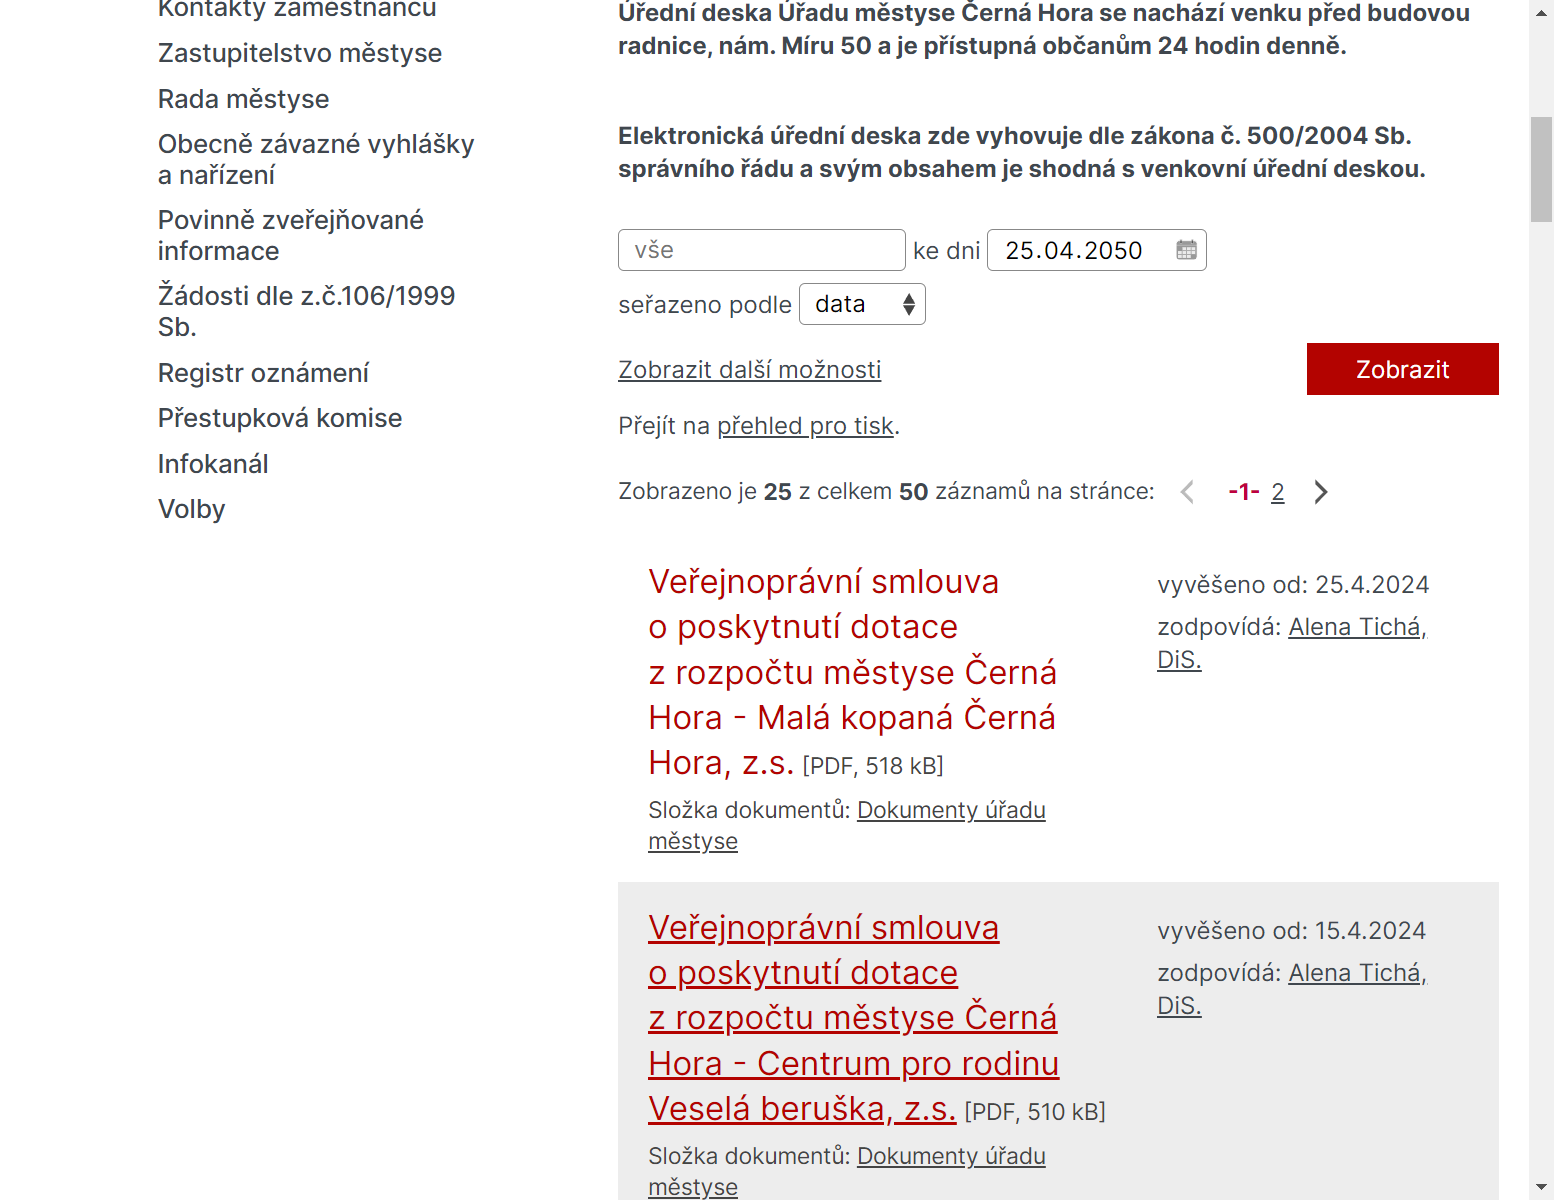 Kontakty zaměstnanců
Zastupitelstvo městyse
Rada městyse
Obecně závazné vyhlášky
a nařízení
Povinně zveřejňované
informace
Žádosti dle z.č.106/1999
Sb.
Registr oznámení
Přestupková komise
Infokanál
Volby
Úřední deska Úřadu městyse Černá Hora se nachází venku před budovou
radnice, nám. Míru 50 a je přístupná občanům 24 hodin denně.
Elektronická úřední deska zde vyhovuje dle zákona č. 500/2004 Sb.
správního řádu a svým obsahem je shodná s venkovní úřední deskou.
vše ke dni 25.04.2050
seřazeno podle data
Zobrazit další možnosti
Zobrazit
Přejít na přehled pro tisk.
Zobrazeno je 25 z celkem 50 záznamů na stránce: -1- 2
Veřejnoprávní smlouva
o poskytnutí dotace
z rozpočtu městyse Černá
Hora - Malá kopaná Černá
Hora, z.s. [PDF, 518 kB]
Složka dokumentů: Dokumenty úřadu
městyse
vyvěšeno od: 25.4.2024
zodpovídá: Alena Tichá,
DiS.
Veřejnoprávní smlouva
o poskytnutí dotace
z rozpočtu městyse Černá
Hora - Centrum pro rodinu
Veselá beruška, z.s. [PDF, 510 kB]
Složka dokumentů: Dokumenty úřadu
městyse
vyvěšeno od: 15.4.2024
zodpovídá: Alena Tichá,
DiS.